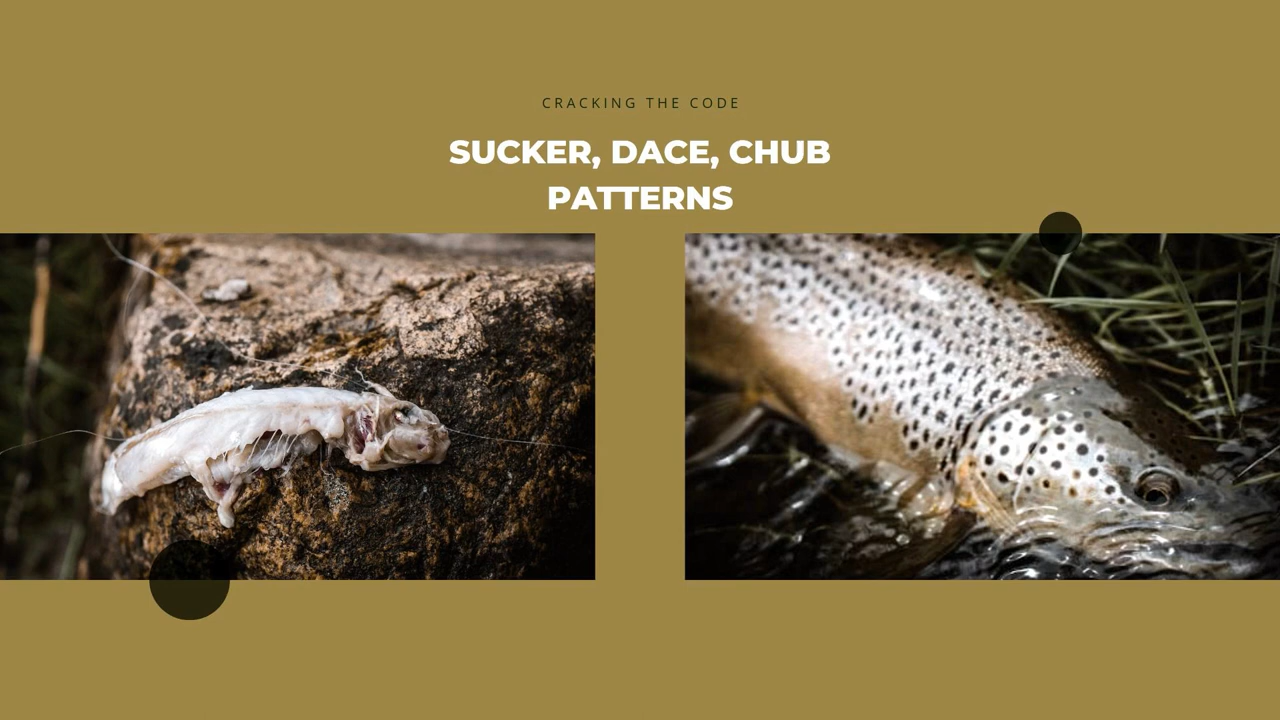 CRACKING THE CODE
SUCKER, DACE, CHUB
PATTERNS